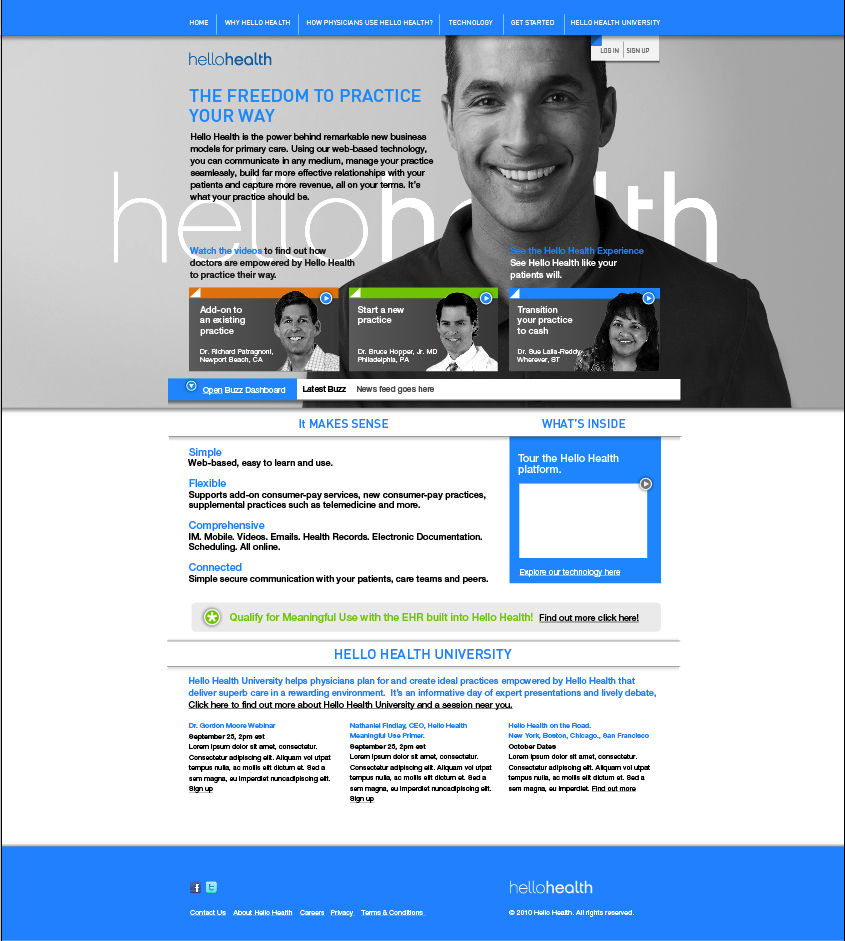 HOME
WHY HELLO HEALTH
HOW PHYSICIANS USE HELLO HEALTH?
TECHNOLOGY
GET STARTED
HELLO HEALTH UNIVERSITY
LOG IN
SIGN UP
hellohealth
THE FREEDOM TO PRACTICE
YOUR WAY
Hello Health is the power behind remarkable new business
models for primary care. Using our web-based technology,
you can communicate in any medium, manage your practice
seamlessly, build far more effective relationships with your
patients and capture more revenue, all on your terms. It's
what your practice should be.
hellohealth
Watch the videos to find out how
doctors are empowered by Hello Health
to practice their way.
See the Hello Health Experience
See Hello Health like your
patients will.
Add-on to
an existing
practice
Dr. Richard Patragnoni,
Newport Beach, CA
Start a new
practice
Dr. Bruce Hopper, Jr. MD
Philadelphia, PA
Transition
your practice
to cash
Dr. Sue Lalla-Reddy
Wherever, ST
Open Buzz Dashboard
Latest Buzz
News feed goes here
It MAKES SENSE
WHAT'S INSIDE
Simple
Web-based, easy to learn and use.
Flexible
Supports add-on consumer-pay services, new consumer-pay practices,
supplemental practices such as telemedicine and more.
Comprehensive
IM. Mobile. Videos. Emails. Health Records. Electronic Documentation.
Scheduling. All online.
Connected
Simple secure communication with your patients, care teams and peers.
Tour the Hello Health
platform.
Explore our technology here
Qualify for Meaningful Use with the EHR built into Hello Health! Find out more click here!
HELLO HEALTH UNIVERSITY
Hello Health University helps physicians plan for and create ideal practices empowered by Hello Health that
deliver superb care in a rewarding environment. It's an informative day of expert presentations and lively debate,
Click here to find out more about Hello Health University and a session near you.
Dr. Gordon Moore Webinar
September 25, 2pm est
Lorem ipsum dolor sit amet, consectetur.
Consectetur adipiscing elit. Aliquam vol utpat
tempus nulla, ac mollis elit dictum et. Sed a
sem magna, eu imperdiet nuncadipiscing elit.
Sign up
Nathaniel Findlay, CEO, Hello Health
Meaningful Use Primer.
September 25, 2pm est
Lorem ipsum dolor sit amet, consectetur.
Consectetur adipiscing elit. Aliquam vol utpat
tempus nulla, ac mollis elit dictum et. Sed a
sem magna, eu imperdiet nuncadipiscing elit.
Sign up
Hello Health on the Road.
New York, Boston, Chicago., San Francisco
October Dates
Lorem ipsum dolor sit amet, consectetur.
Consectetur adipiscing elit. Aliquam vol utpat
tempus nulla, ac mollis elit dictum et. Sed a
sem magna, eu imperdiet. Find out more
f
t
hellohealth
Contact Us
About Hello Health
Careers
Privacy
Terms & Conditions
© 2010 Hello Health. All rights reserved.